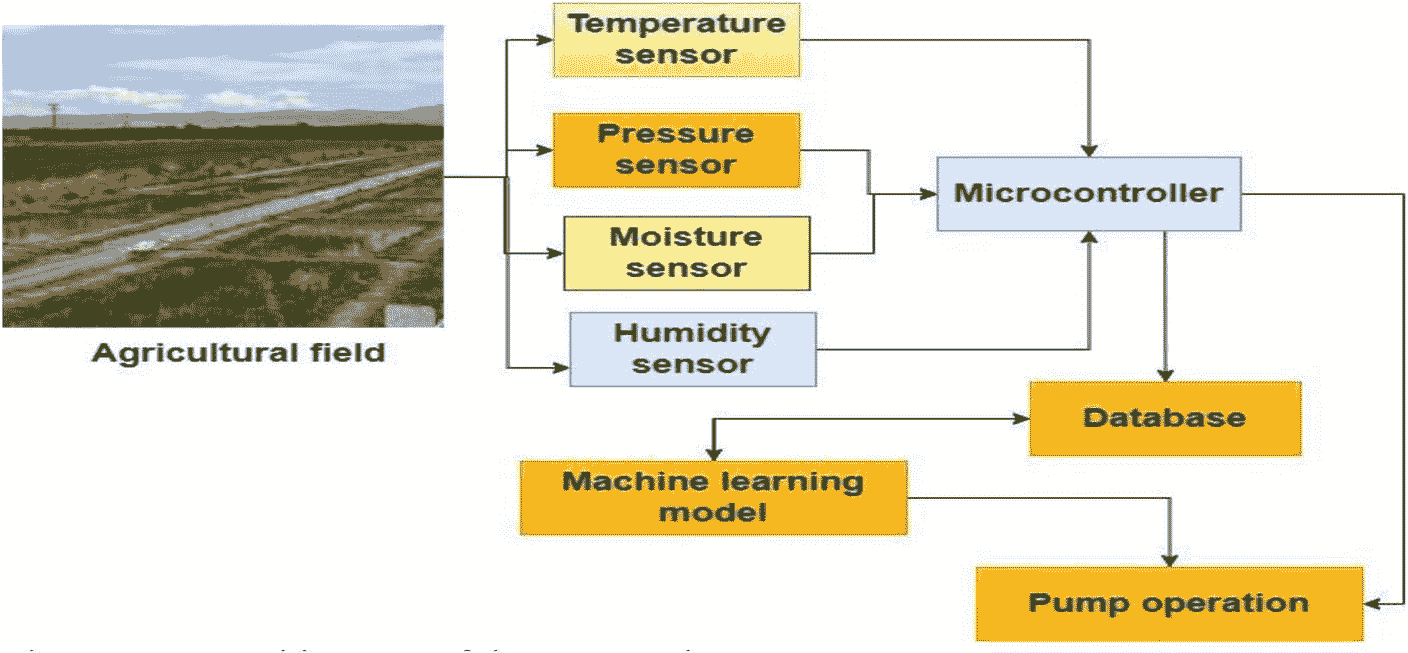 Temperature
sensor
Pressure
sensor
Moisture
sensor
Humidity
sensor
Agricultural field
Microcontroller
Database
Machine learning
model
Pump operation